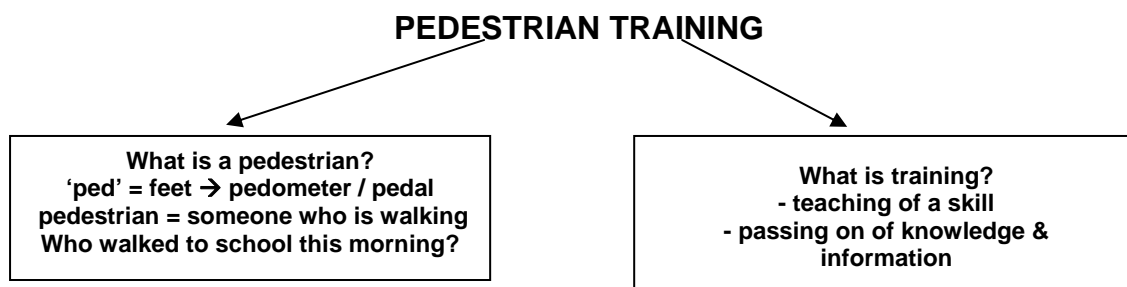 PEDESTRIAN TRAINING
What is a pedestrian?
‘ped’ = feet → pedometer / pedal
pedestrian = someone who is walking
Who walked to school this morning?
What is training?
- teaching of a skill
- passing on of knowledge &
information